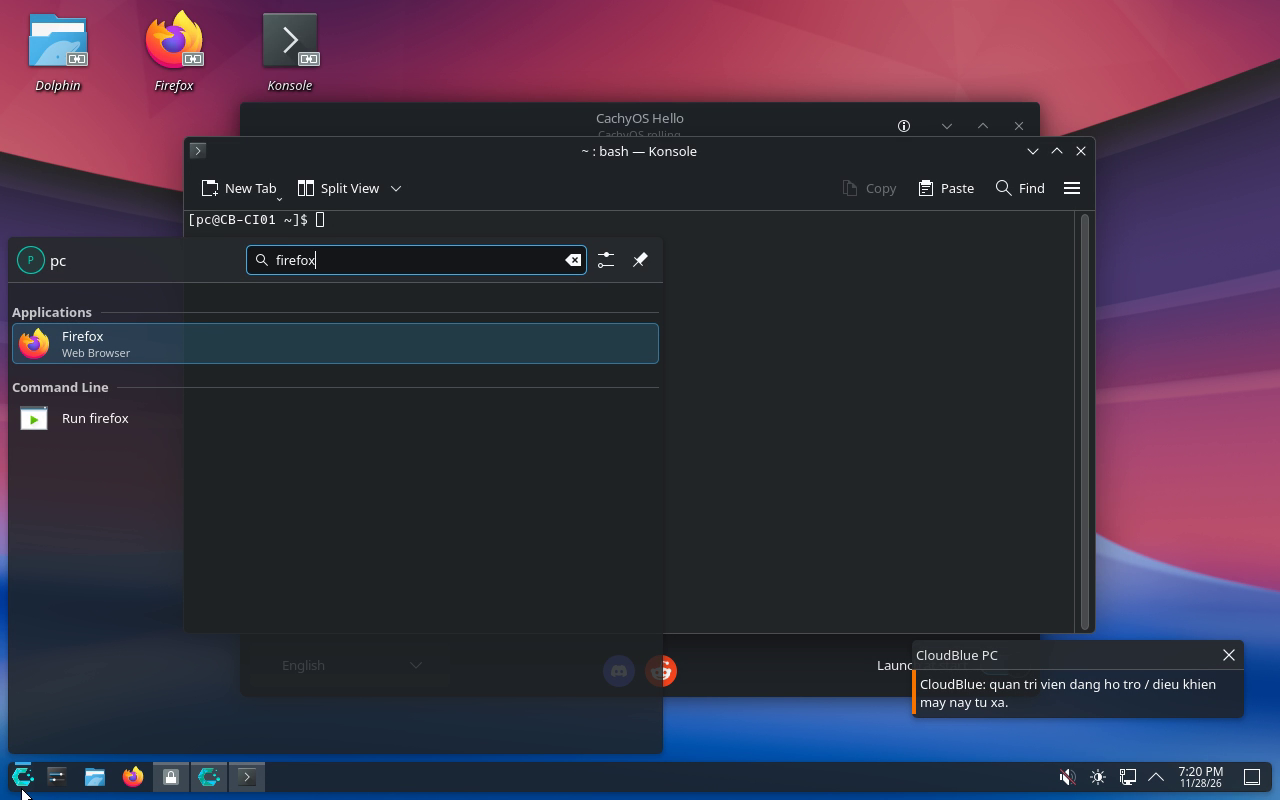 Dolphin
Firefox
Konsole
CachyOS Hello
CachyOS rolling
~ : bash — Konsole
New Tab
Split View
Copy
Paste
Find
[pc@CB-CI01 ~]$
P
pc
firefox
Applications
Firefox
Web Browser
Command Line
Run firefox
English
Launc
CloudBlue PC
CloudBlue: quan tri vien dang ho tro / dieu khien
may nay tu xa.
7:20 PM
11/28/26